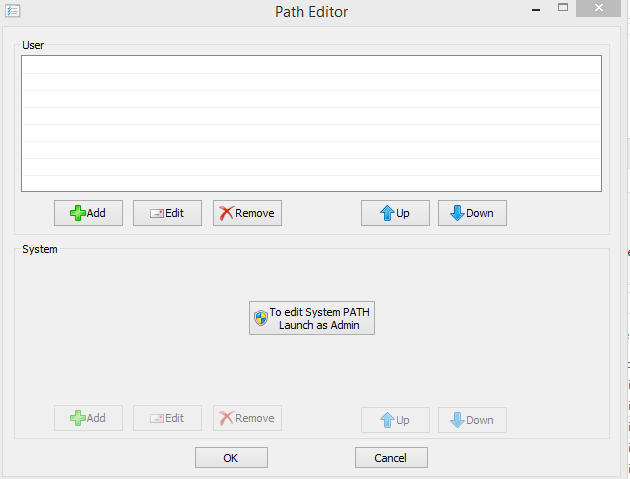 Path Editor
User
Add
Edit
Remove
Up
Down
System
To edit System PATH
Launch as Admin
Add
Edit
Remove
Up
Down
OK
Cancel